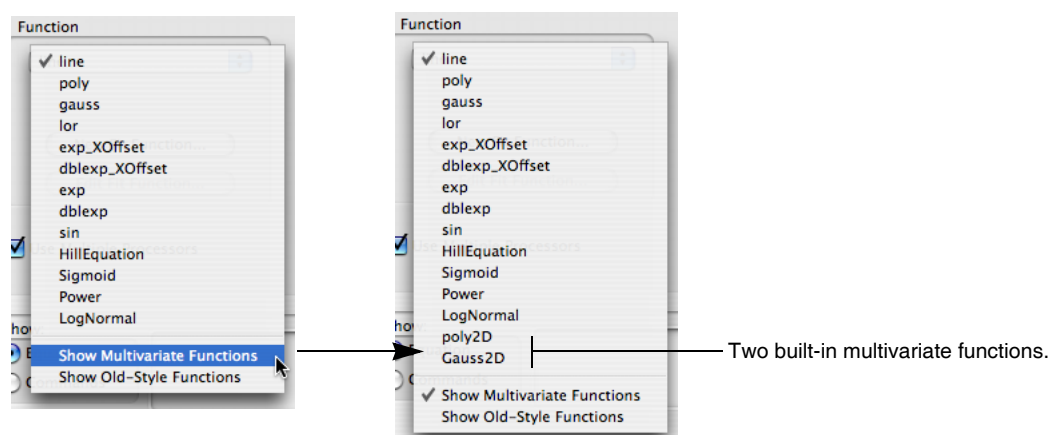 Function
✓ line
poly
gauss
lor
exp_XOffset
dblexp_XOffset
exp
dblexp
sin
HillEquation
Sigmoid
Power
LogNormal
Show Multivariate Functions
Show Old-Style Functions
Function
✓ line
poly
gauss
lor
exp_XOffset
dblexp_XOffset
exp
dblexp
sin
HillEquation
Sigmoid
Power
LogNormal
poly2D
Gauss2D
✓ Show Multivariate Functions
Show Old-Style Functions
Two built-in multivariate functions.